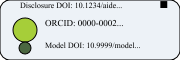 Disclosure DOI: 10.1234/aide...
ORCID: 0000-0002...
Model DOI: 10.9999/model...